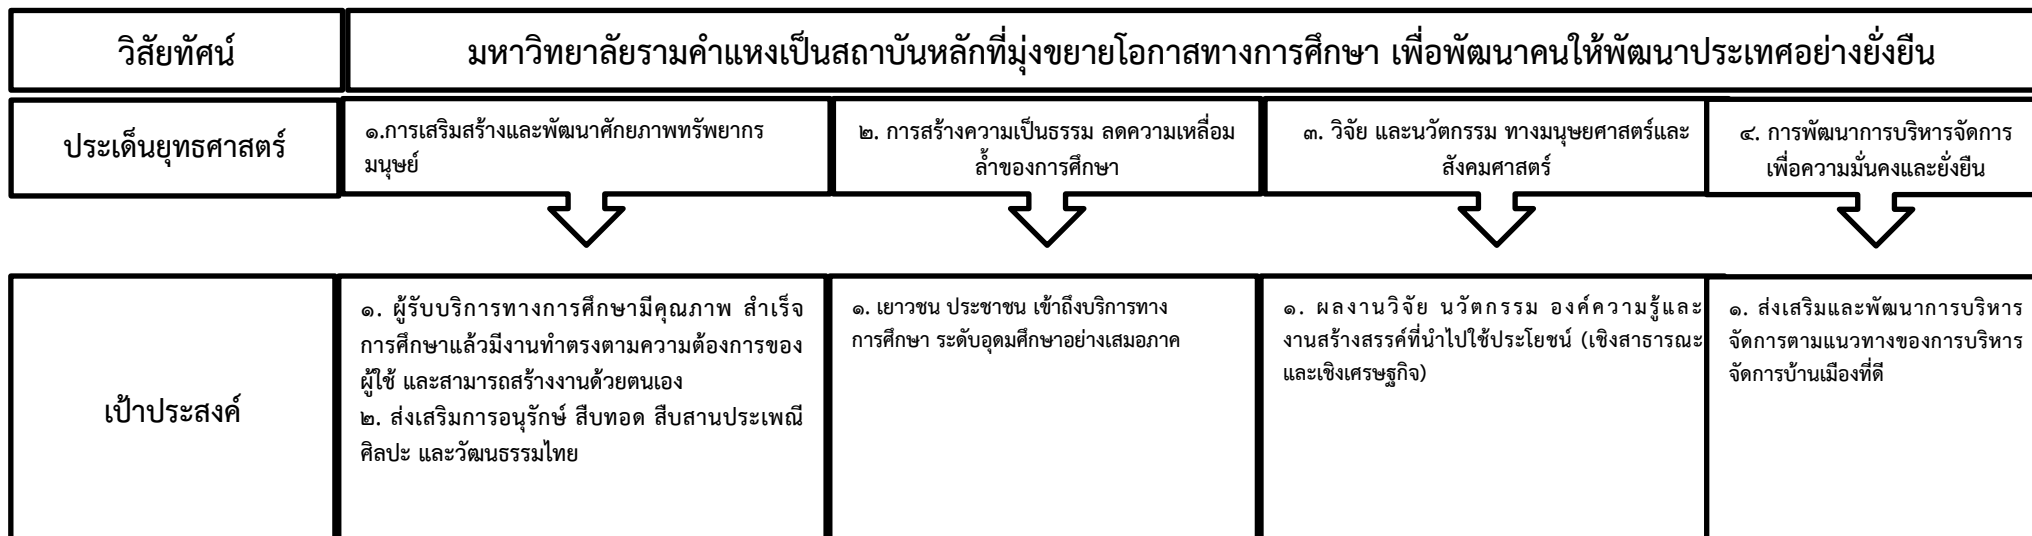 วิสัยทัศน์
มหาวิทยาลัยรามคำแหงเป็นสถาบันหลักที่มุ่งขยายโอกาสทางการศึกษา เพื่อพัฒนาคนให้พัฒนาประเทศอย่างยั่งยืน
ประเด็นยุทธศาสตร์
๑.การเสริมสร้างและพัฒนาศักยภาพทรัพยากร
มนุษย์
๒. การสร้างความเป็นธรรม ลดความเหลื่อม
ล้ำของการศึกษา
๓. วิจัย และนวัตกรรม ทางมนุษยศาสตร์และ
สังคมศาสตร์
๔. การพัฒนาการบริหารจัดการ
เพื่อความมั่นคงและยั่งยืน
เป้าประสงค์
๑. ผู้รับบริการทางการศึกษามีคุณภาพ สำเร็จ
การศึกษาแล้วมีงานทำตรงตามความต้องการของ
ผู้ใช้ และสามารถสร้างงานด้วยตนเอง
๒. ส่งเสริมการอนุรักษ์ สืบทอด สืบสานประเพณี
ศิลปะ และวัฒนธรรมไทย
๑. เยาวชน ประชาชน เข้าถึงบริการทาง
การศึกษา ระดับอุดมศึกษาอย่างเสมอภาค
๑. ผลงานวิจัย นวัตกรรม องค์ความรู้และ
งานสร้างสรรค์ที่นำไปใช้ประโยชน์ (เชิงสาธารณะ
และเชิงเศรษฐกิจ)
๑. ส่งเสริมและพัฒนาการบริหาร
จัดการตามแนวทางของการบริหาร
จัดการบ้านเมืองที่ดี